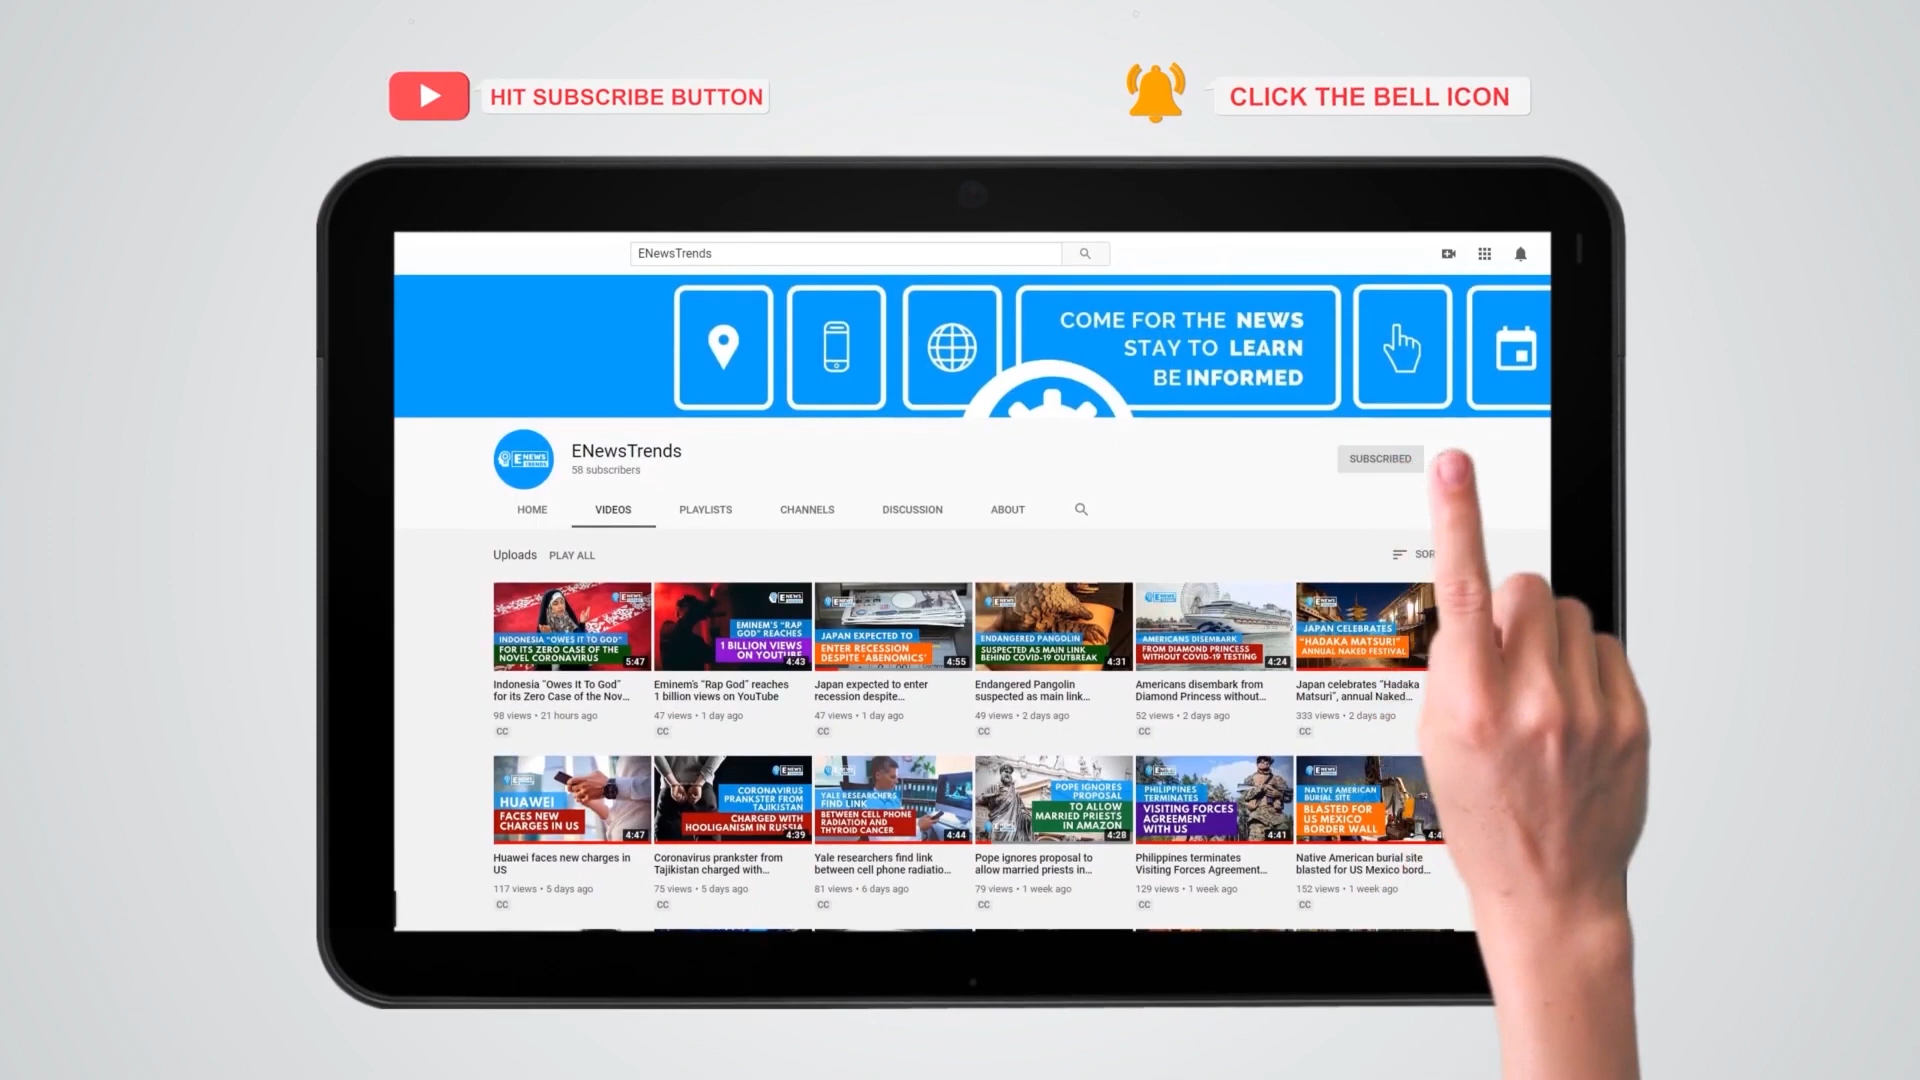 HIT SUBSCRIBE BUTTON
CLICK THE BELL ICON
ENewsTrends
COME FOR THE NEWS
STAY TO LEARN
BE INFORMED
E NEWS
TRENDS
ENewsTrends
58 subscribers
SUBSCRIBED
HOME VIDEOS PLAYLISTS CHANNELS DISCUSSION ABOUT
Uploads PLAY ALL
SOR
INDONESIA "OWES IT TO GOD"
FOR ITS ZERO CASE OF THE
NOVEL CORONAVIRUS
5:47
Indonesia "Owes It To God"
for its Zero Case of the Nov...
98 views • 21 hours ago
CC
EMINEM'S "RAP
GOD" REACHES
1 BILLION VIEWS
ON YOUTUBE
4:43
Eminem's "Rap God" reaches
1 billion views on YouTube
47 views • 1 day ago
CC
JAPAN EXPECTED TO
ENTER RECESSION
DESPITE 'ABENOMICS'
4:55
Japan expected to enter
recession despite...
47 views • 1 day ago
CC
ENDANGERED PANGOLIN
SUSPECTED AS MAIN LINK
BEHIND COVID-19 OUTBREAK
4:31
Endangered Pangolin
suspected as main link...
49 views • 2 days ago
CC
AMERICANS DISEMBARK
FROM DIAMOND PRINCESS
WITHOUT COVID-19 TESTING
4:24
Americans disembark from
Diamond Princess without...
52 views • 2 days ago
CC
JAPAN CELEBRATES
"HADAKA MATSURI"
ANNUAL NAKED FESTIVAL
Japan celebrates "Hadaka
Matsuri", annual Naked...
333 views • 2 days ago
CC
HUAWEI
FACES NEW
CHARGES IN US
4:47
Huawei faces new charges in
US
117 views • 5 days ago
CC
CORONAVIRUS
PRANKSTER FROM
TAJIKISTAN
CHARGED WITH
HOOLIGANISM IN RUSSIA
4:39
Coronavirus prankster from
Tajikistan charged with...
75 views • 5 days ago
CC
YALE RESEARCHERS
FIND LINK
BETWEEN CELL PHONE
RADIATION AND
THYROID CANCER
4:44
Yale researchers find link
between cell phone radiatio...
81 views • 6 days ago
CC
POPE IGNORES
PROPOSAL
TO ALLOW
MARRIED PRIESTS
IN AMAZON
4:28
Pope ignores proposal to
allow married priests in...
79 views • 1 week ago
CC
PHILIPPINES
TERMINATES
VISITING FORCES
AGREEMENT
WITH US
4:41
Philippines terminates
Visiting Forces Agreement...
129 views • 1 week ago
CC
NATIVE AMERICAN
BURIAL SITE
BLASTED FOR
US MEXICO
BORDER WALL
Native American burial site
blasted for US Mexico bord...
152 views • 1 week ago
CC